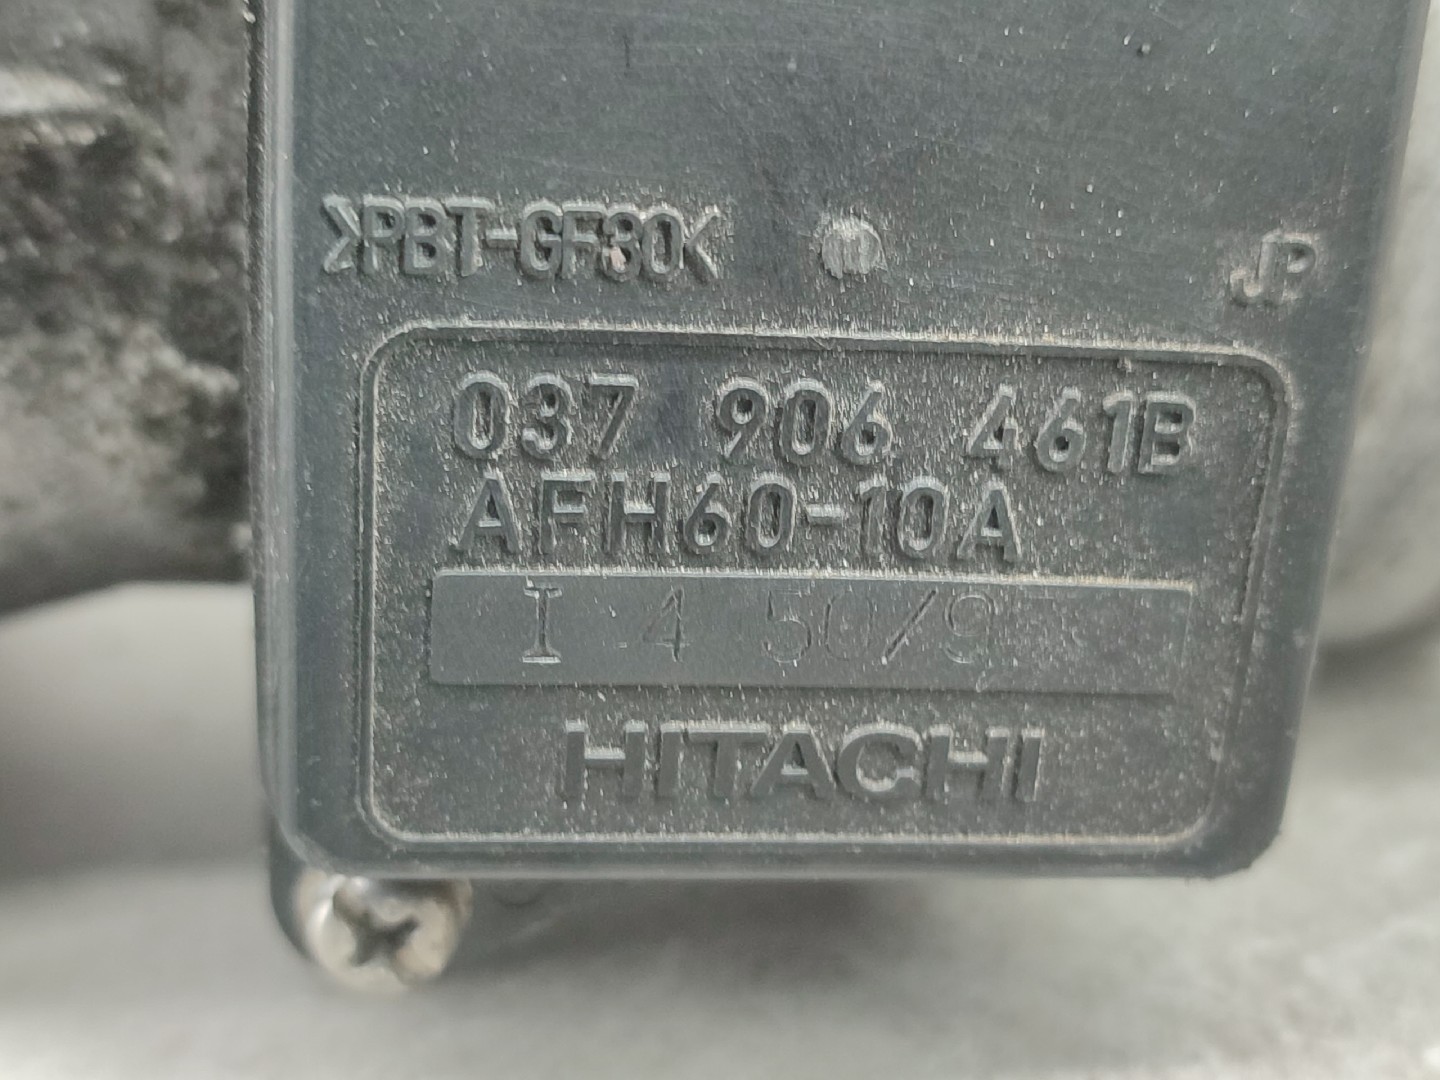 >PBT-GF30<
JP
037 906 461B
AFH60-10A
I 4 50/9
HITACHI